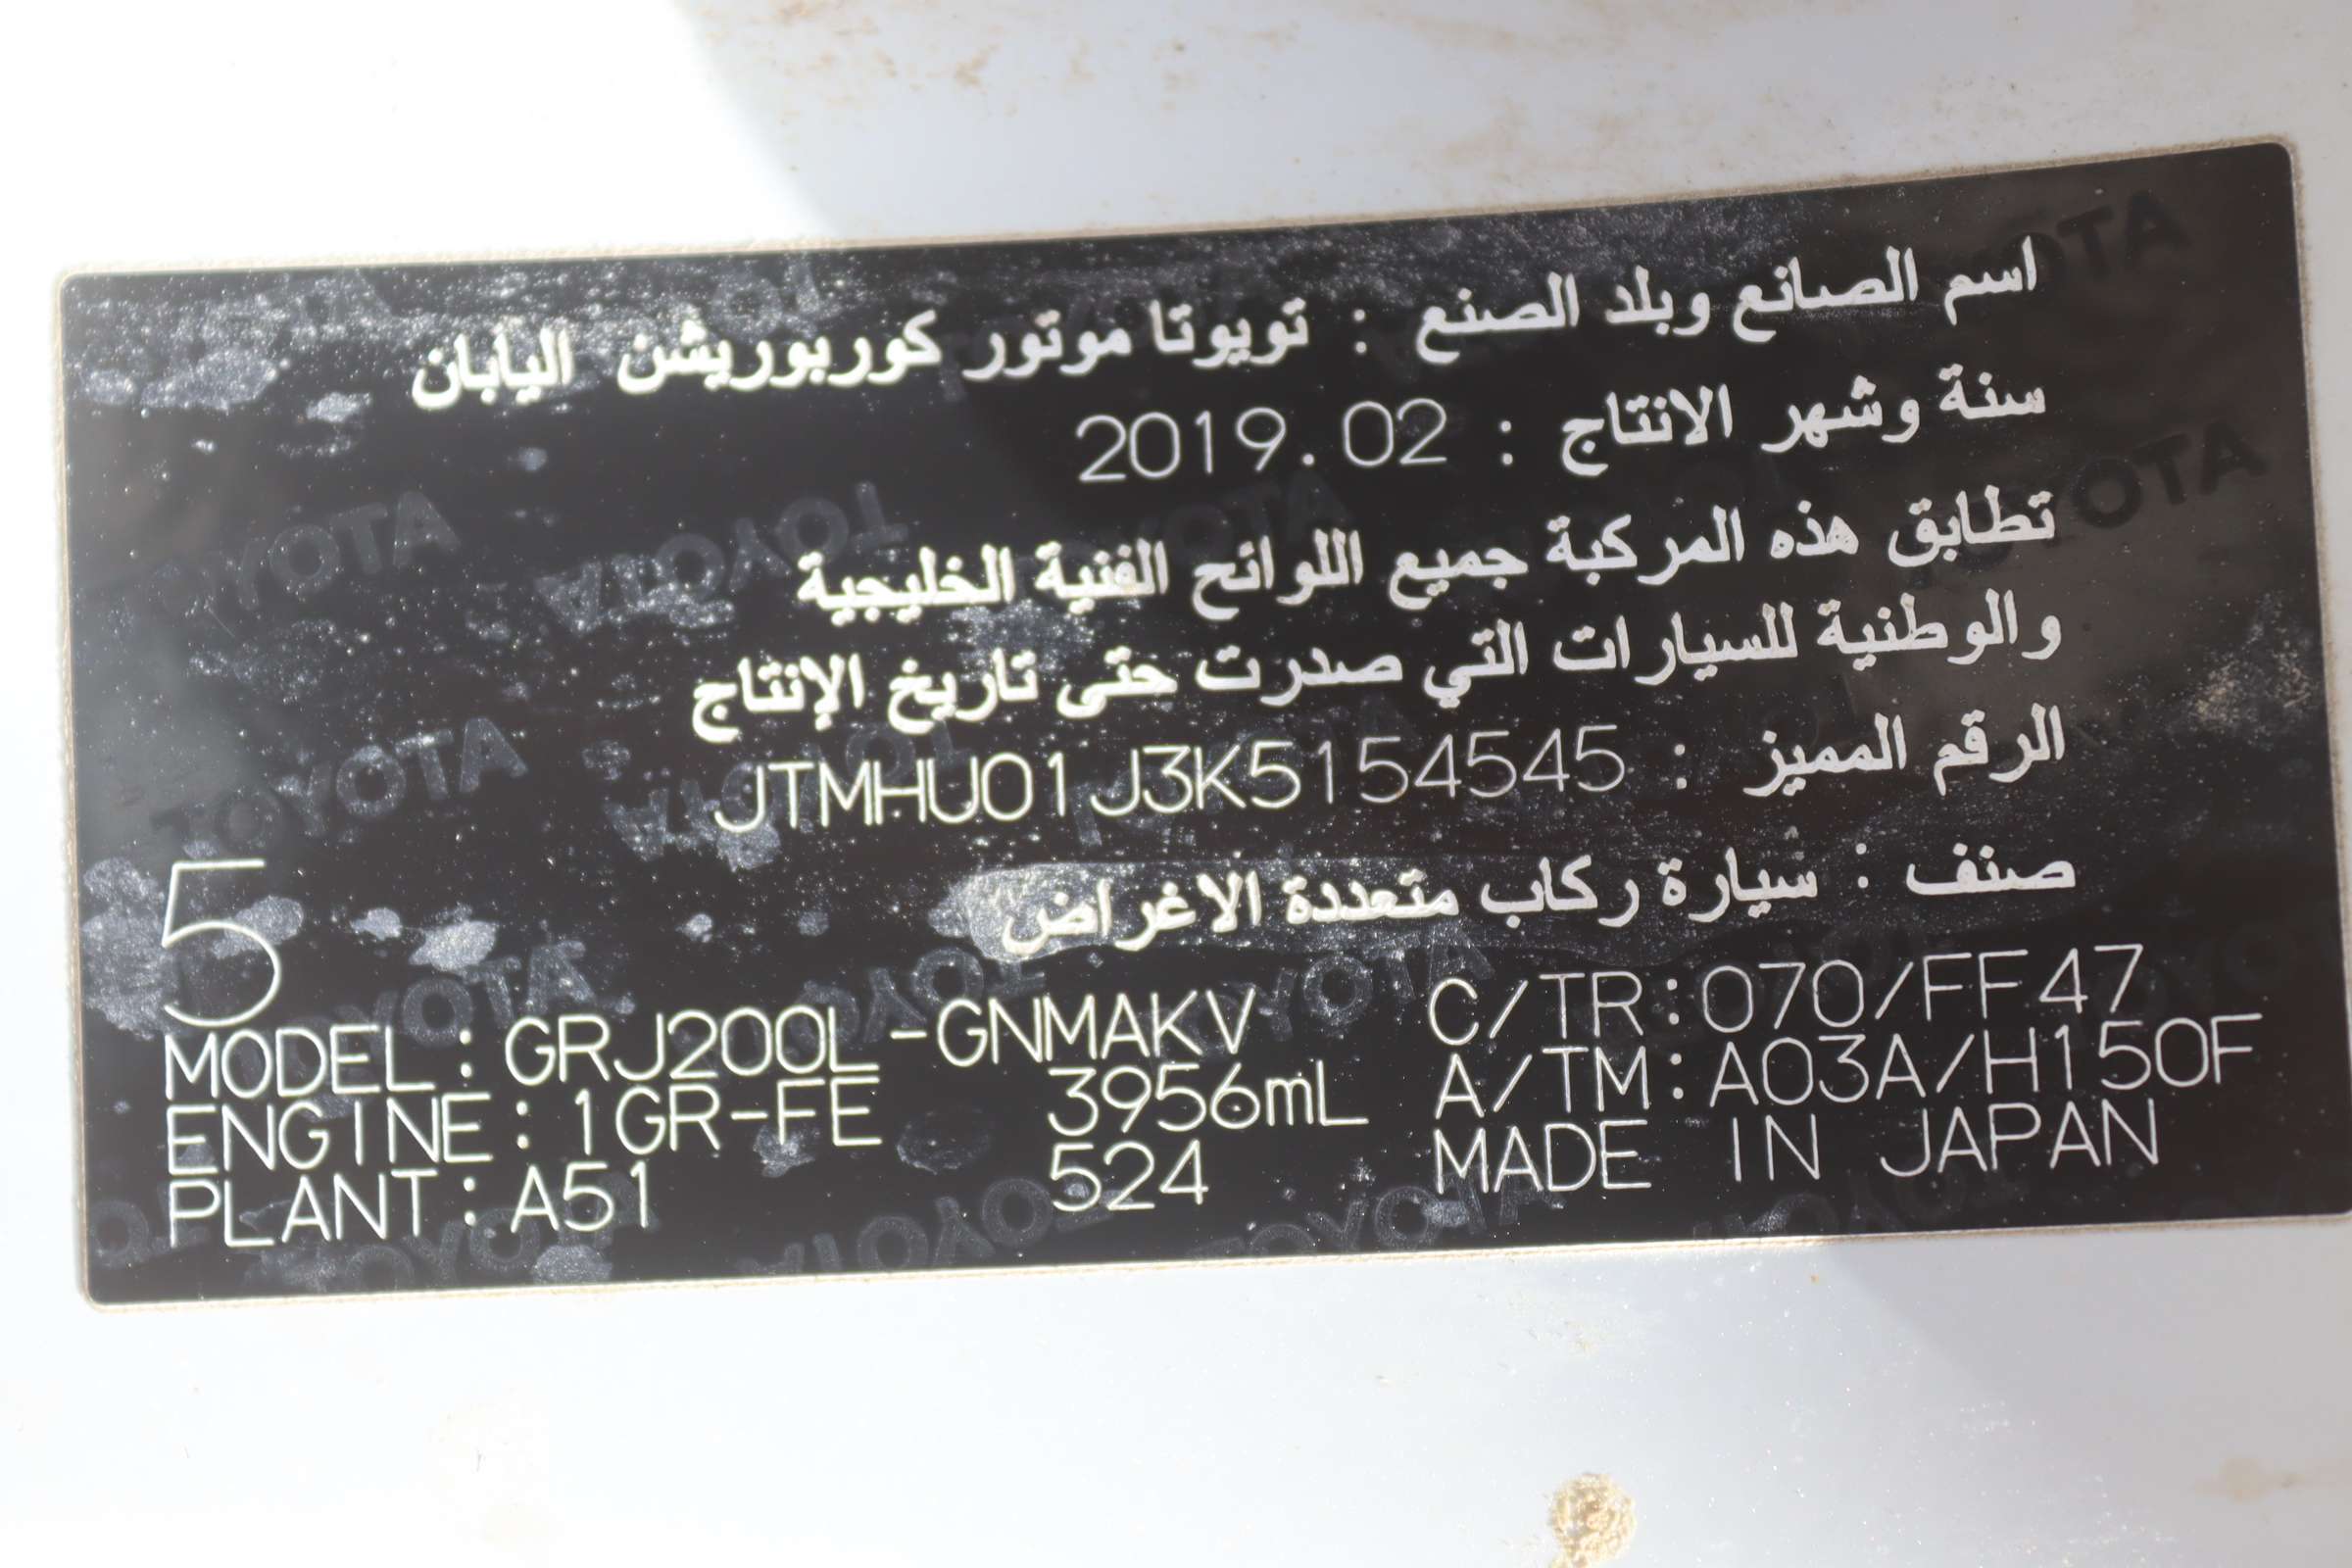 اسم الصانع وبلد الصنع : تويوتا موتور كوربوريشن اليابان
سنة وشهر الانتاج : 2019.02
تطابق هذه المركبة جميع اللوائح الفنية الخليجية
والوطنية للسيارات التي صدرت حتى تاريخ الإنتاج
الرقم المميز : JTMHU01J3K5154545
صنف : سيارة ركاب متعددة الاغراض
5
MODEL: GRJ200L-GNMAKV C/TR:070/FF47
ENGINE: 1GR-FE 3956mL A/TM:A03A/H150F
PLANT: A51 524 MADE IN JAPAN